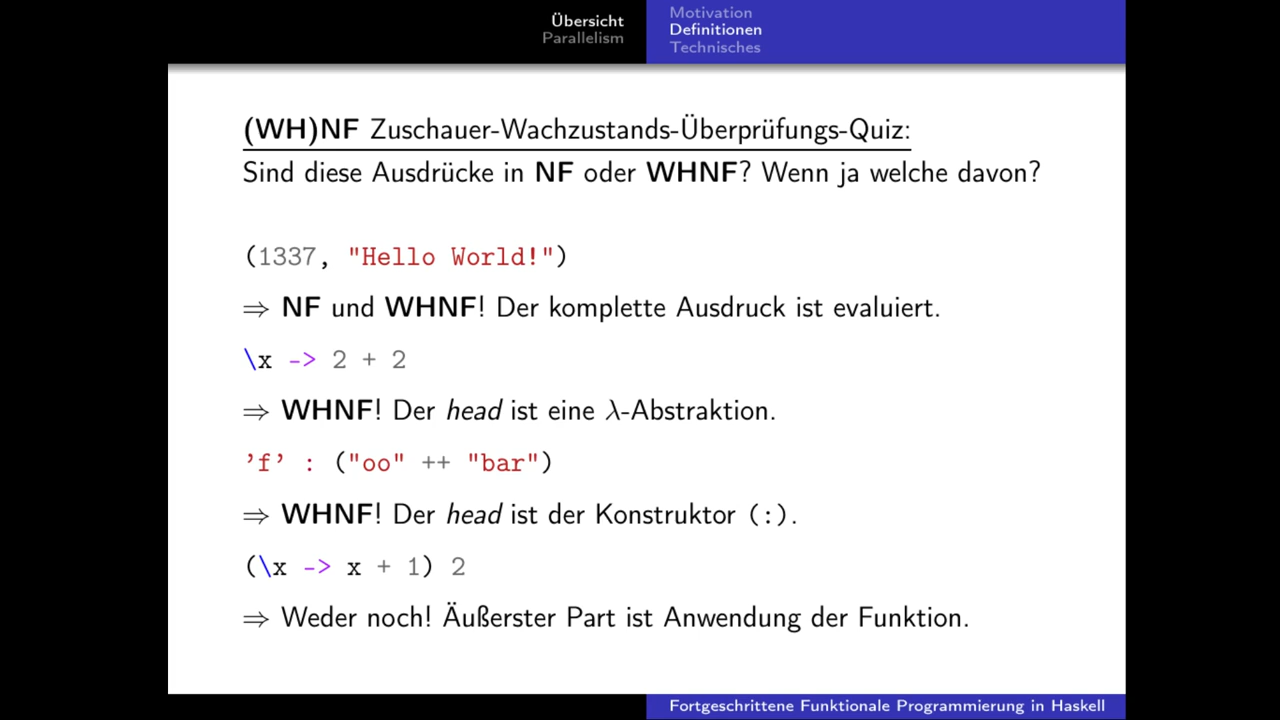 Übersicht
Parallelism
Motivation
Definitionen
Technisches
(WH)NF Zuschauer-Wachzustands-Überprüfungs-Quiz:
Sind diese Ausdrücke in NF oder WHNF? Wenn ja welche davon?
(1337, "Hello World!")
⇒ NF und WHNF! Der komplette Ausdruck ist evaluiert.
\x -> 2 + 2
⇒ WHNF! Der head ist eine λ-Abstraktion.
'f' : ("oo" ++ "bar")
⇒ WHNF! Der head ist der Konstruktor (:).
(\x -> x + 1) 2
⇒ Weder noch! Äußerster Part ist Anwendung der Funktion.
Fortgeschrittene Funktionale Programmierung in Haskell